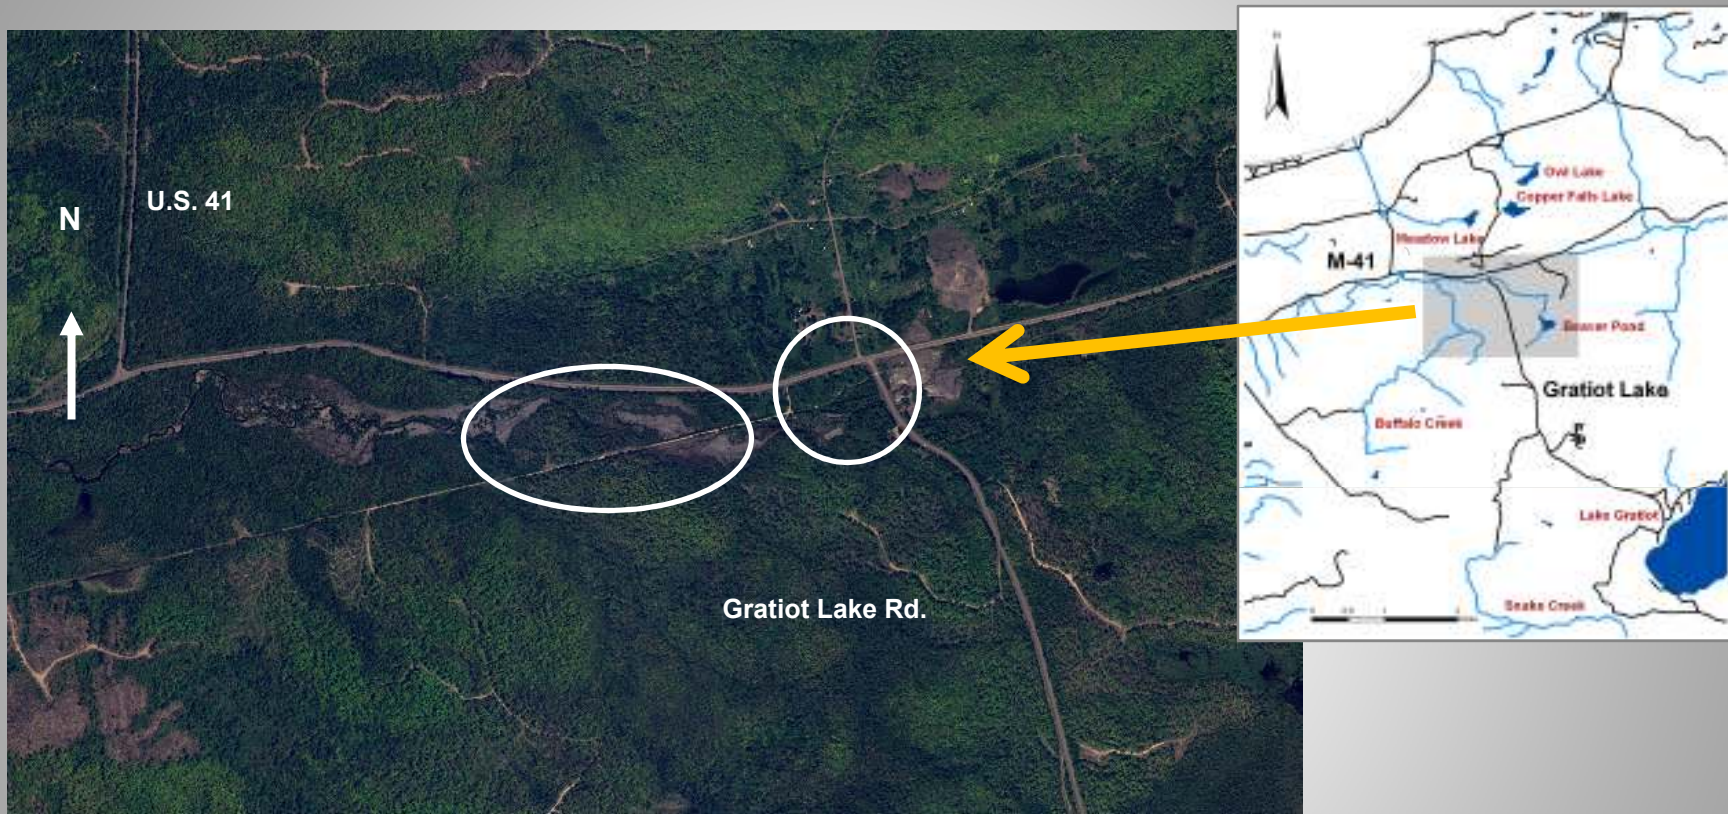 U.S. 41
N
Gratiot Lake Rd.
Owl Lake
Copper Falls Lake
Meadow Lake
M-41
Beaver Pond
Gratiot Lake
Buffalo Creek
Lake Gratiot
Snake Creek